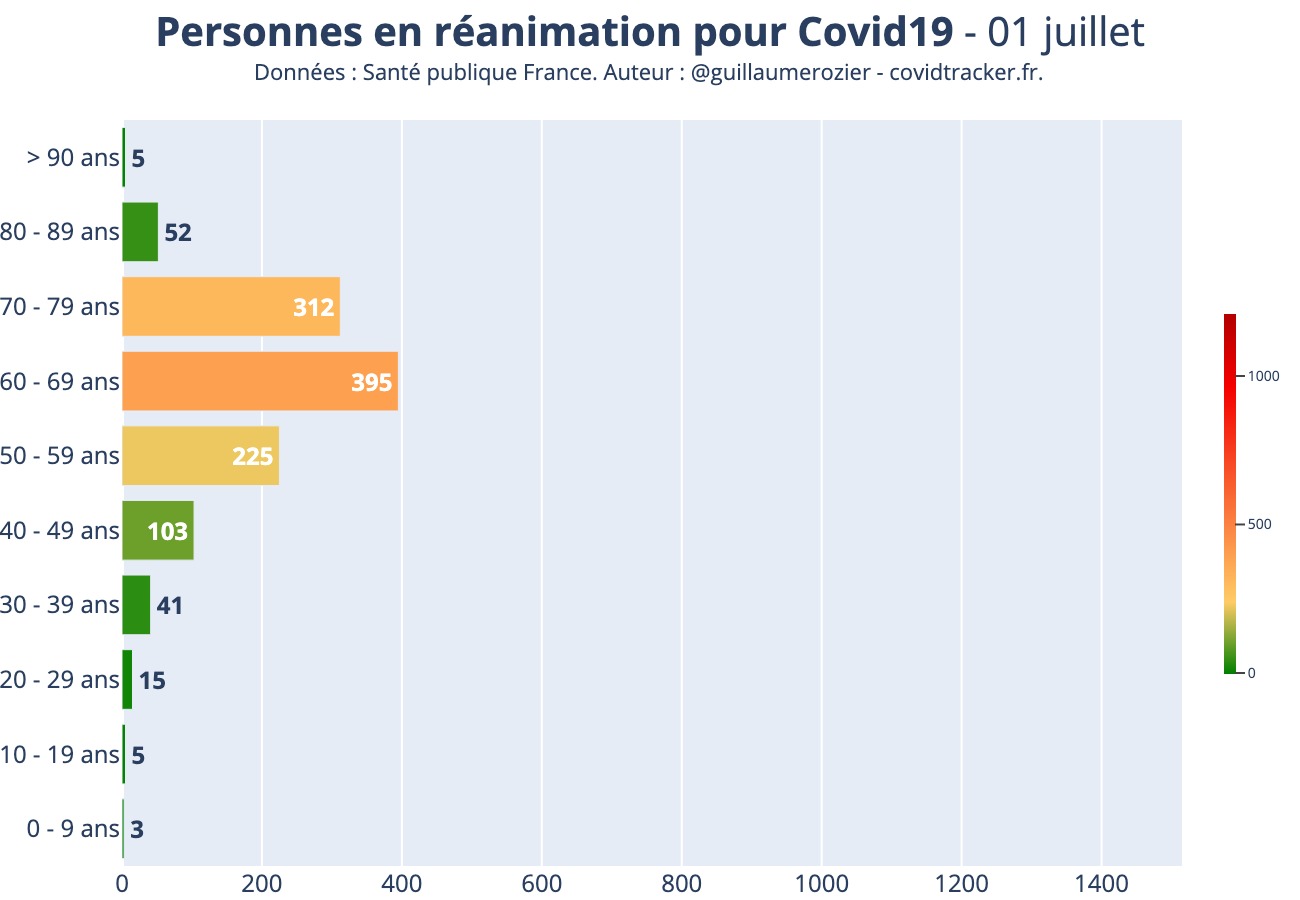 Personnes en réanimation pour Covid19 - 01 juillet
Données : Santé publique France. Auteur : @guillaumerozier - covidtracker.fr.
> 90 ans 5
80 - 89 ans 52
70 - 79 ans 312
60 - 69 ans 395
50 - 59 ans 225
40 - 49 ans 103
30 - 39 ans 41
20 - 29 ans 15
10 - 19 ans 5
0 - 9 ans 3
0 200 400 600 800 1000 1200 1400
1000
500
0